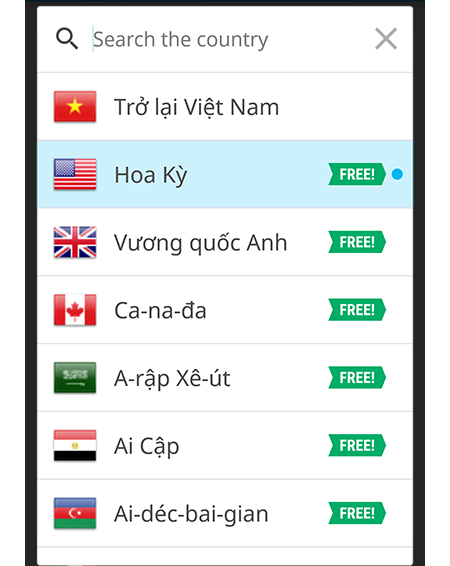 Search the country
Trở lại Việt Nam
Hoa Kỳ FREE!
Vương quốc Anh FREE!
Ca-na-đa FREE!
A-rập Xê-út FREE!
Ai Cập FREE!
Ai-déc-bai-gian FREE!